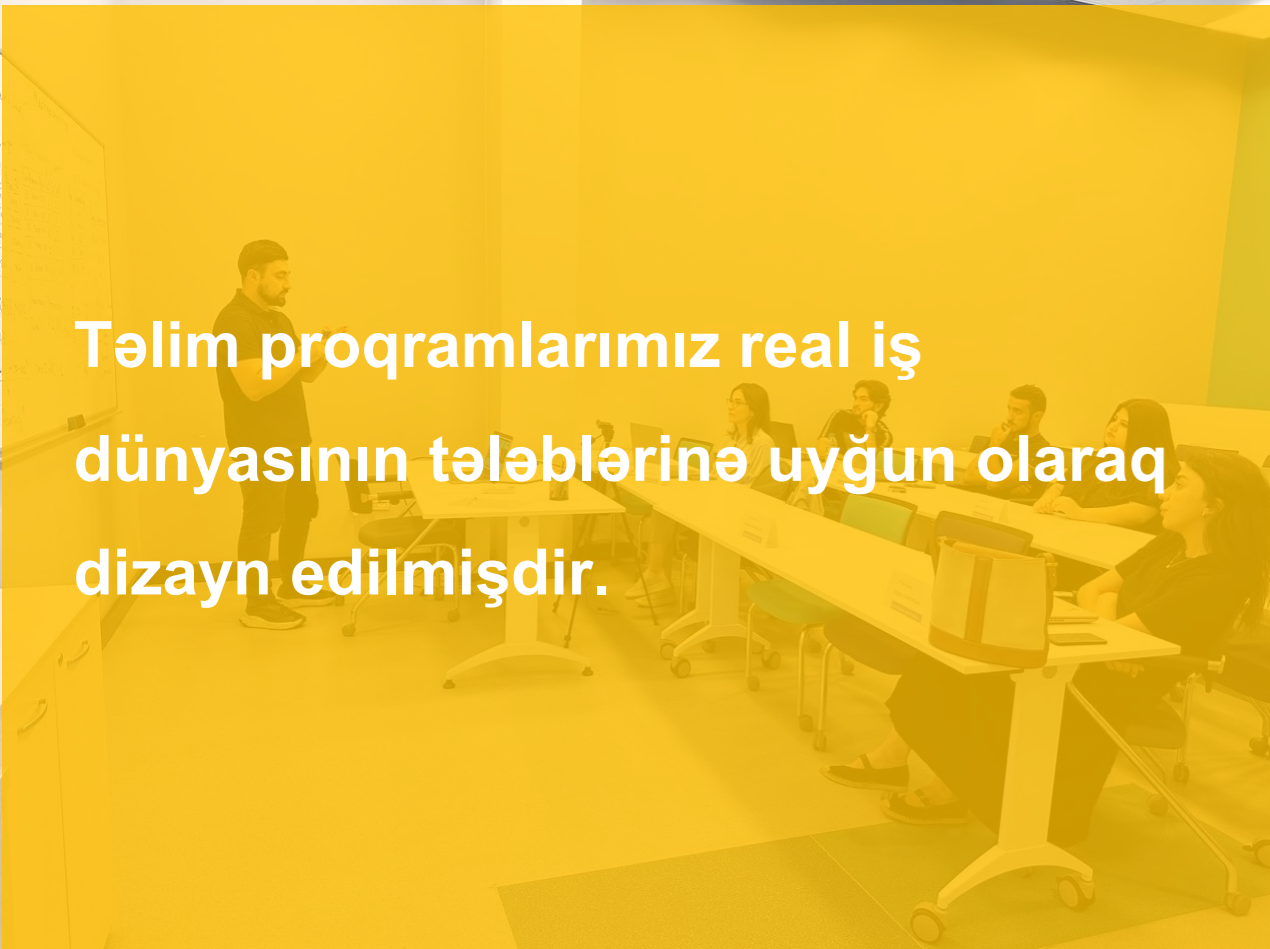 Təlim proqramlarımız real iş
dünyasının tələblərinə uyğun olaraq
dizayn edilmişdir.